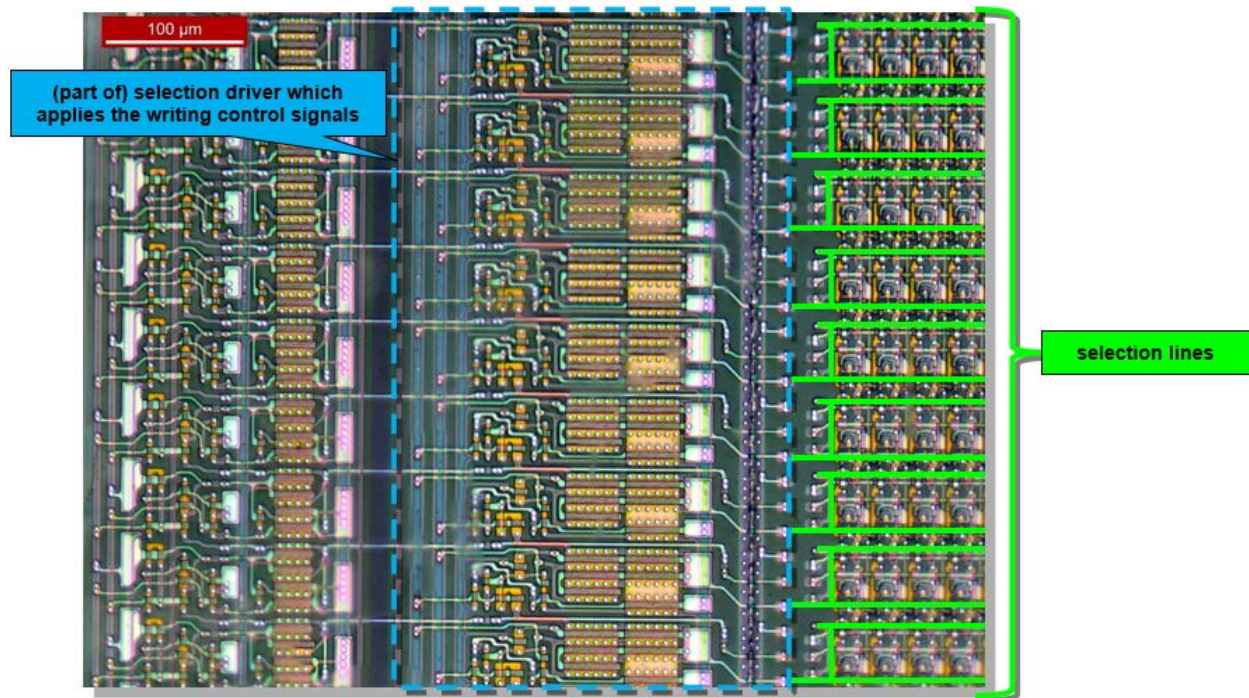 100 µm
(part of) selection driver which
applies the writing control signals
selection lines